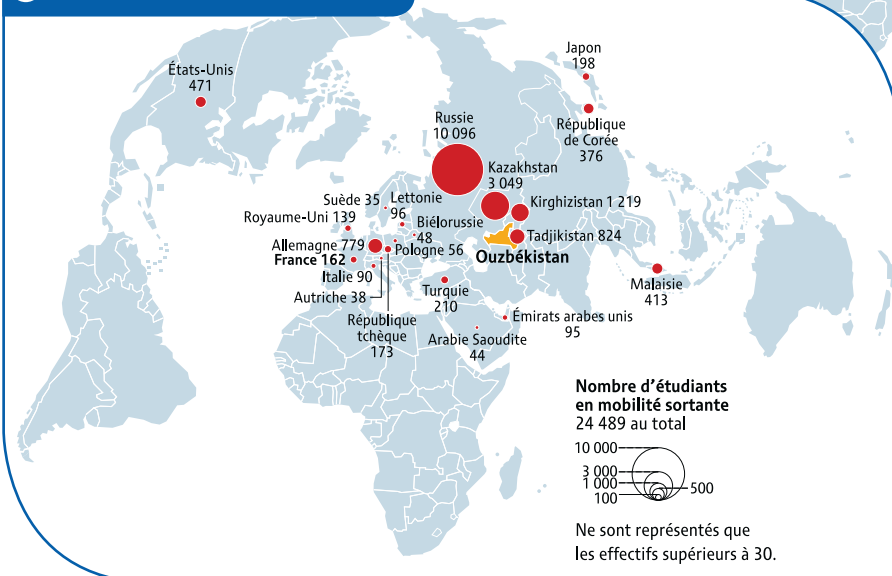 Japon
198
États-Unis
471
République
de Corée
376
Russie
10 096
Kazakhstan
3 049
Kirghizistan 1 219
Suède 35
Lettonie
96
Royaume-Uni 139
Biélorussie
48
Tadjikistan 824
Allemagne 779
Pologne 56
France 162
Ouzbékistan
Italie 90
Autriche 38
Turquie
210
Malaisie
413
République
tchèque
173
Émirats arabes unis
95
Arabie Saoudite
44
Nombre d'étudiants
en mobilité sortante
24 489 au total
10 000
3 000
1 000
500
100
Ne sont représentés que
les effectifs supérieurs à 30.